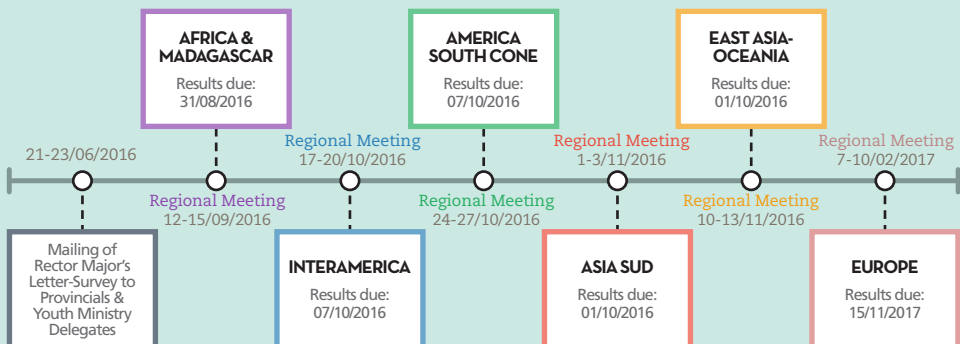 AFRICA &
MADAGASCAR
Results due:
31/08/2016
AMERICA
SOUTH CONE
Results due:
07/10/2016
EAST ASIA-
OCEANIA
Results due:
01/10/2016
21-23/06/2016
Regional Meeting
17-20/10/2016
Regional Meeting
1-3/11/2016
Regional Meeting
7-10/02/2017
Regional Meeting
12-15/09/2016
Regional Meeting
24-27/10/2016
Regional Meeting
10-13/11/2016
Mailing of
Rector Major's
Letter-Survey to
Provincials &
Youth Ministry
Delegates
INTERAMERICA
Results due:
07/10/2016
ASIA SUD
Results due:
01/10/2016
EUROPE
Results due:
15/11/2017